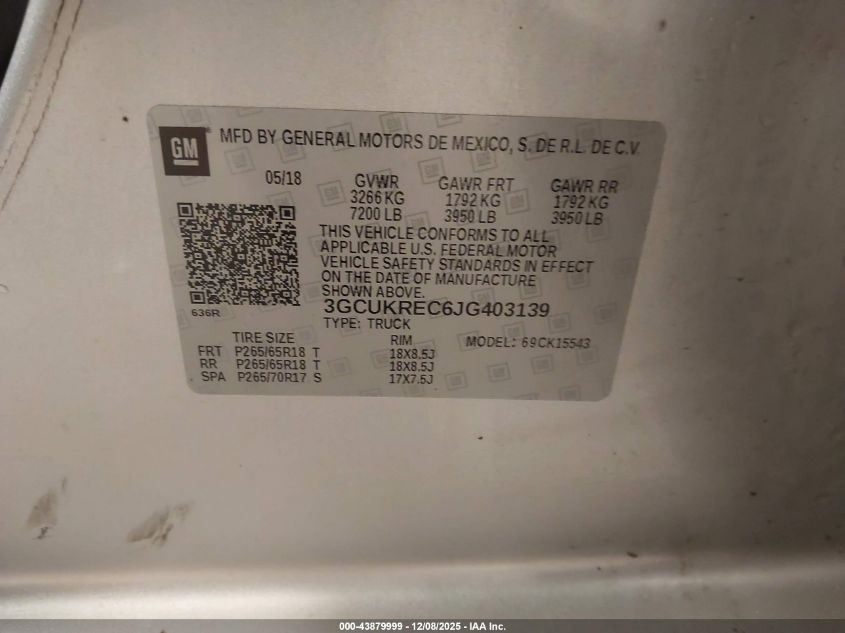 GM
MFD BY GENERAL MOTORS DE MEXICO, S. DE R.L. DE C.V.
05/18 GVWR GAWR FRT GAWR RR
3266 KG 1792 KG 1792 KG
7200 LB 3950 LB 3950 LB
THIS VEHICLE CONFORMS TO ALL
APPLICABLE U.S. FEDERAL MOTOR
VEHICLE SAFETY STANDARDS IN EFFECT
ON THE DATE OF MANUFACTURE
SHOWN ABOVE.
636R
3GCUKREC6JG403139
TYPE: TRUCK
TIRE SIZE RIM MODEL: 69CK15543
FRT P265/65R18 T 18X8.5J
RR P265/65R18 T 18X8.5J
SPA P265/70R17 S 17X7.5J
000-43879999 - 12/08/2025 - IAA Inc.